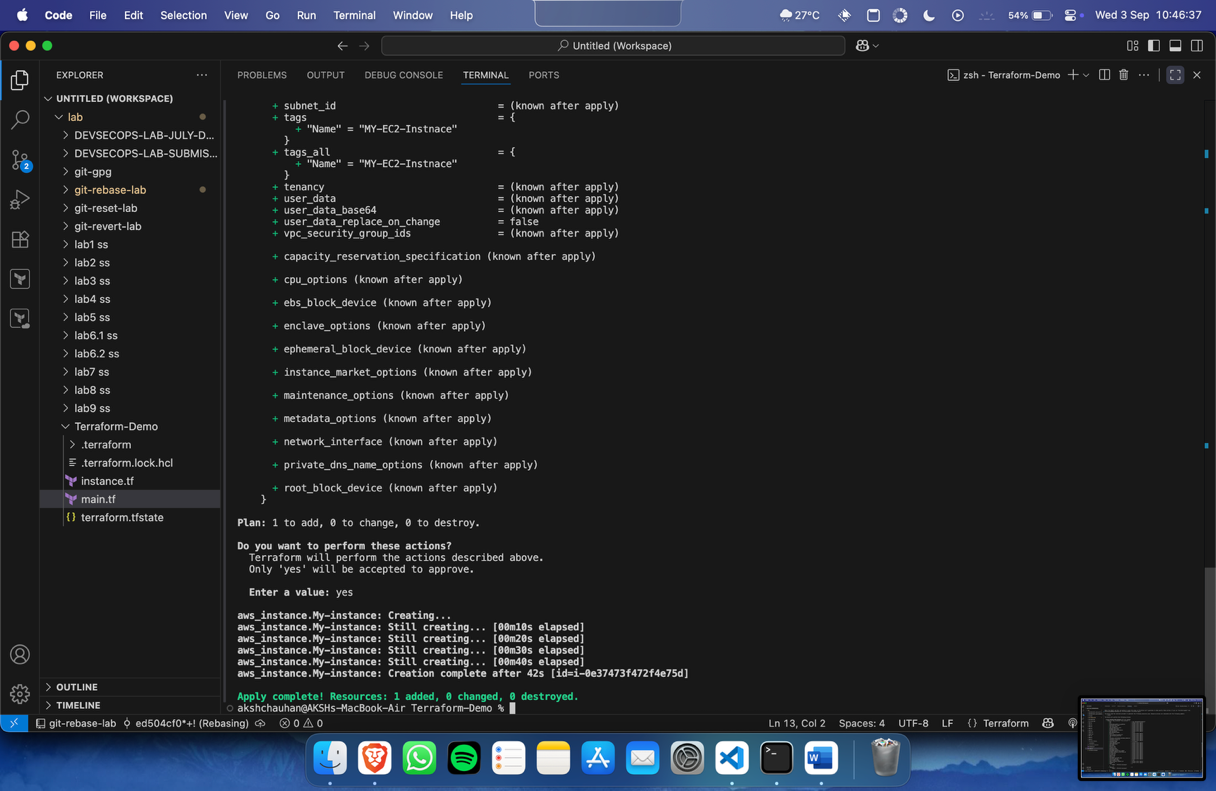 Code File Edit Selection View Go Run Terminal Window Help
27°C 54% Wed 3 Sep 10:46:37
Untitled (Workspace)
EXPLORER
UNTITLED (WORKSPACE)
lab
DEVSECOPS-LAB-JULY-D...
DEVSECOPS-LAB-SUBMIS...
git-gpg
git-rebase-lab
git-reset-lab
git-revert-lab
lab1 ss
lab2 ss
lab3 ss
lab4 ss
lab5 ss
lab6.1 ss
lab6.2 ss
lab7 ss
lab8 ss
lab9 ss
Terraform-Demo
.terraform
.terraform.lock.hcl
instance.tf
main.tf
{} terraform.tfstate
OUTLINE
TIMELINE
2
PROBLEMS OUTPUT DEBUG CONSOLE TERMINAL PORTS
zsh - Terraform-Demo
+ subnet_id = (known after apply)
+ tags = {
+ "Name" = "MY-EC2-Instnace"
}
+ tags_all = {
+ "Name" = "MY-EC2-Instnace"
}
+ tenancy = (known after apply)
+ user_data = (known after apply)
+ user_data_base64 = (known after apply)
+ user_data_replace_on_change = false
+ vpc_security_group_ids = (known after apply)
+ capacity_reservation_specification (known after apply)
+ cpu_options (known after apply)
+ ebs_block_device (known after apply)
+ enclave_options (known after apply)
+ ephemeral_block_device (known after apply)
+ instance_market_options (known after apply)
+ maintenance_options (known after apply)
+ metadata_options (known after apply)
+ network_interface (known after apply)
+ private_dns_name_options (known after apply)
+ root_block_device (known after apply)
}
Plan: 1 to add, 0 to change, 0 to destroy.
Do you want to perform these actions?
Terraform will perform the actions described above.
Only 'yes' will be accepted to approve.
Enter a value: yes
aws_instance.My-instance: Creating...
aws_instance.My-instance: Still creating... [00m10s elapsed]
aws_instance.My-instance: Still creating... [00m20s elapsed]
aws_instance.My-instance: Still creating... [00m30s elapsed]
aws_instance.My-instance: Still creating... [00m40s elapsed]
aws_instance.My-instance: Creation complete after 42s [id=i-0e37473f472f4e75d]
Apply complete! Resources: 1 added, 0 changed, 0 destroyed.
akshchauhan@AKSHs-MacBook-Air Terraform-Demo %
git-rebase-lab ed504cf0*+! (Rebasing) 0 0 Ln 13, Col 2 Spaces: 4 UTF-8 LF {} Terraform